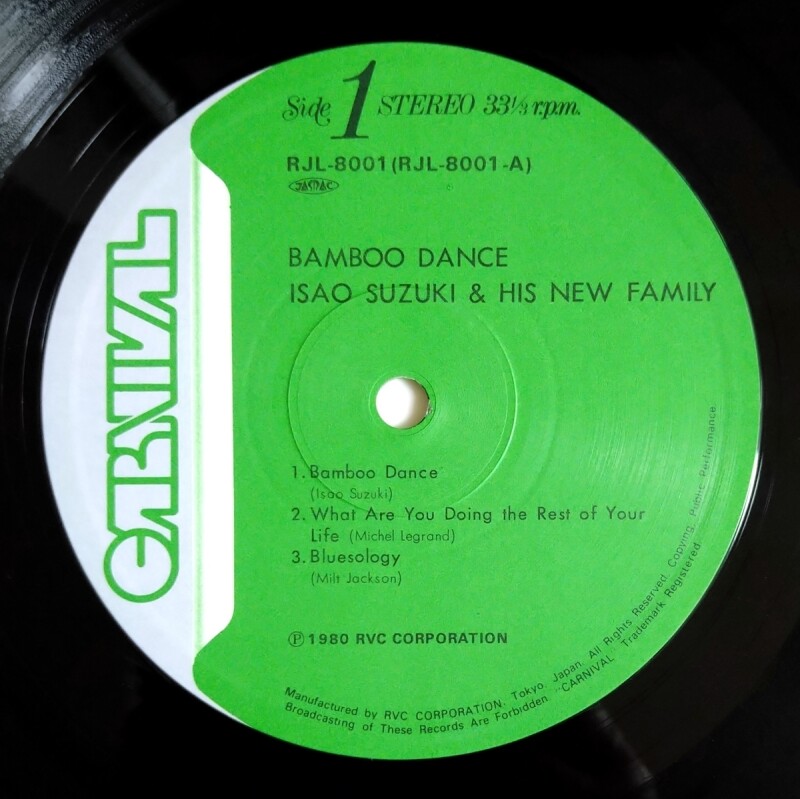 Side 1 STEREO 33 1/3 r.p.m.
RJL-8001 (RJL-8001-A)
JASRAC
BAMBOO DANCE
ISAO SUZUKI & HIS NEW FAMILY
CARNIVAL
1. Bamboo Dance
(Isao Suzuki)
2. What Are You Doing the Rest of Your
Life (Michel Legrand)
3. Bluesology
(Milt Jackson)
Ⓟ 1980 RVC CORPORATION
Manufactured by RVC CORPORATION, Tokyo, Japan. All Rights Reserved. Copying, Public Performance,
Broadcasting of These Records Are Forbidden "CARNIVAL" Trademark Registered.